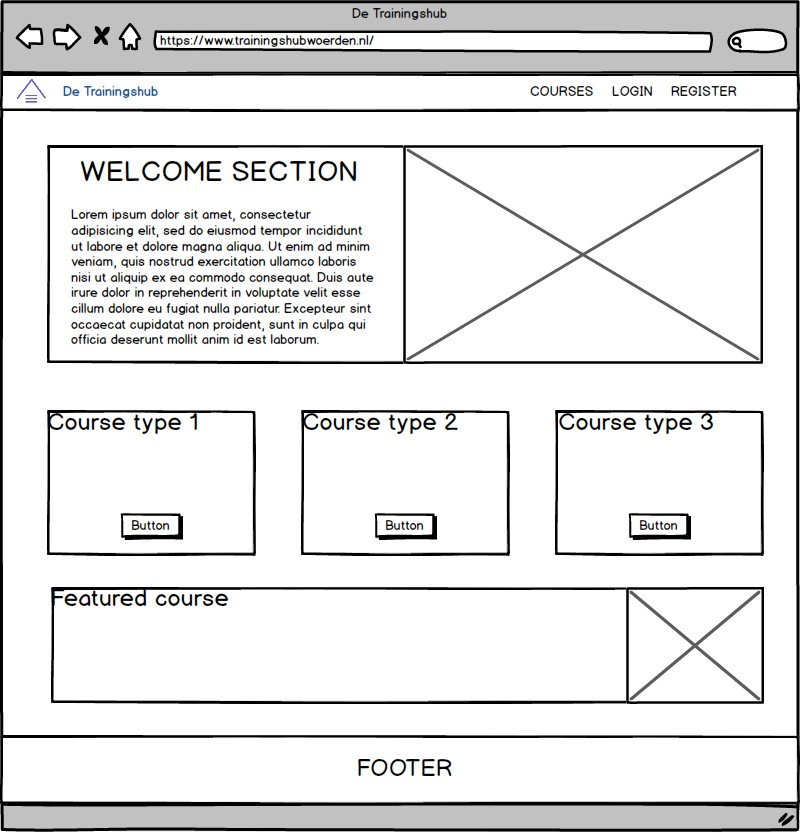 De Trainingshub
https://www.trainingshubwoerden.nl/
De Trainingshub COURSES LOGIN REGISTER
WELCOME SECTION
Lorem ipsum dolor sit amet, consectetur
adipisicing elit, sed do eiusmod tempor incididunt
ut labore et dolore magna aliqua. Ut enim ad minim
veniam, quis nostrud exercitation ullamco laboris
nisi ut aliquip ex ea commodo consequat. Duis aute
irure dolor in reprehenderit in voluptate velit esse
cillum dolore eu fugiat nulla pariatur. Excepteur sint
occaecat cupidatat non proident, sunt in culpa qui
officia deserunt mollit anim id est laborum.
Course type 1
Button
Course type 2
Button
Course type 3
Button
Featured course
FOOTER